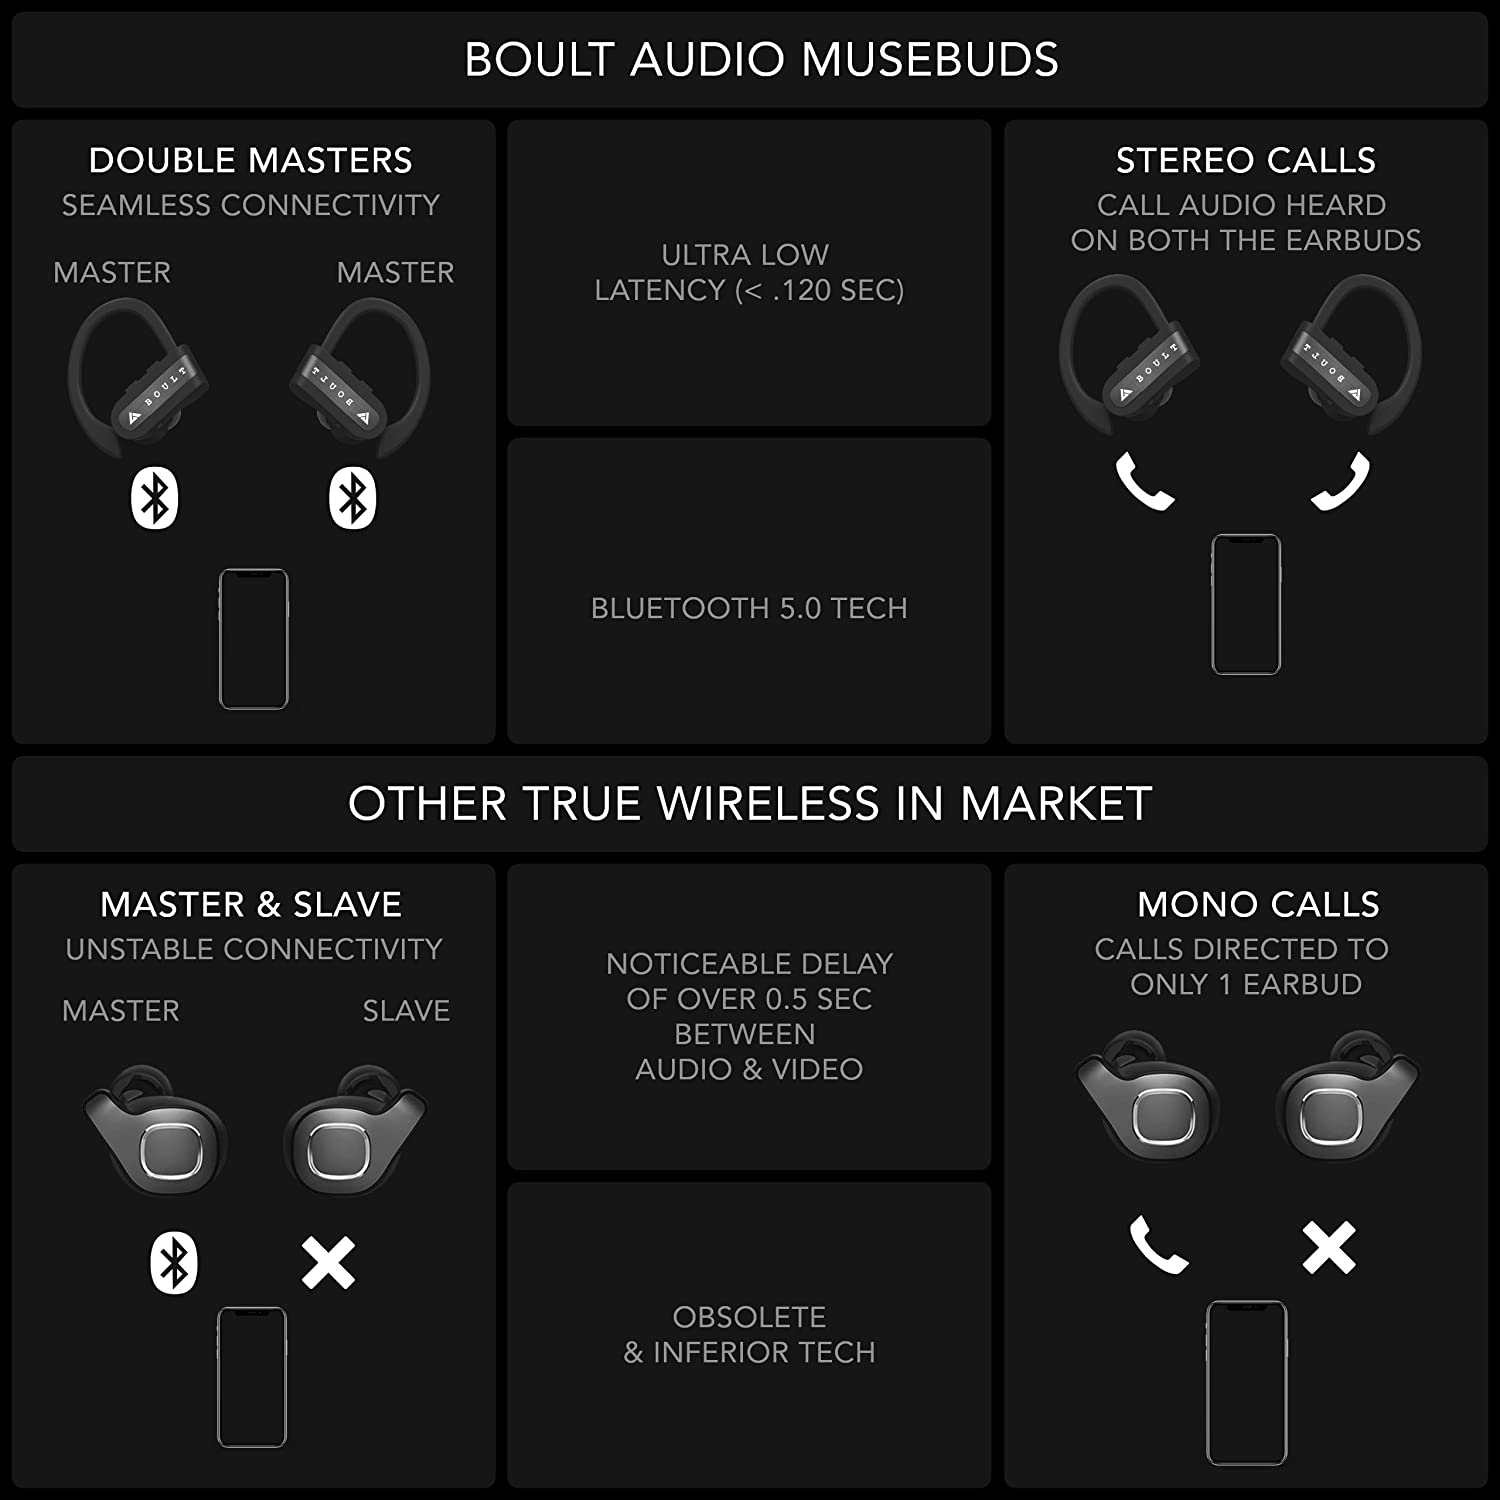 BOULT AUDIO MUSEBUDS
DOUBLE MASTERS
SEAMLESS CONNECTIVITY
MASTER
MASTER
BOULT
BOULT
ULTRA LOW
LATENCY (< .120 SEC)
BLUETOOTH 5.0 TECH
STEREO CALLS
CALL AUDIO HEARD
ON BOTH THE EARBUDS
BOULT
BOULT
OTHER TRUE WIRELESS IN MARKET
MASTER & SLAVE
UNSTABLE CONNECTIVITY
MASTER
SLAVE
NOTICEABLE DELAY
OF OVER 0.5 SEC
BETWEEN
AUDIO & VIDEO
OBSOLETE
& INFERIOR TECH
MONO CALLS
CALLS DIRECTED TO
ONLY 1 EARBUD